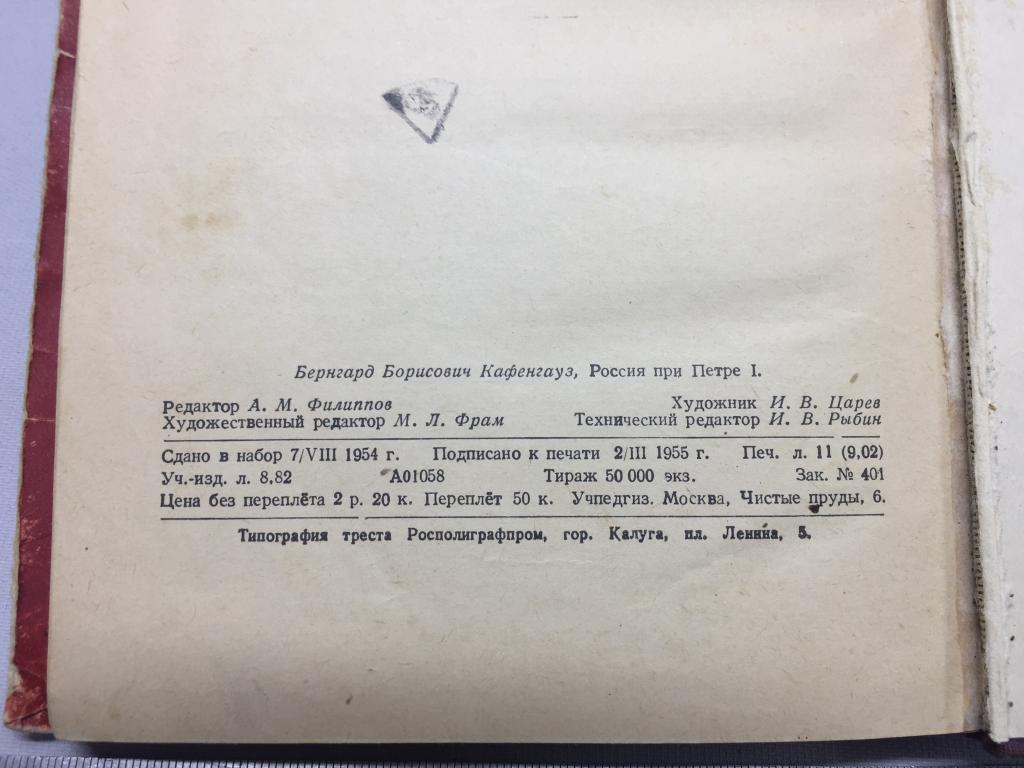 Бернгард Борисович Кафенгауз, Россия при Петре I.
Редактор А. М. Филиппов Художник И. В. Царев
Художественный редактор М. Л. Фрам Технический редактор И. В. Рыбин
Сдано в набор 7/VIII 1954 г. Подписано к печати 2/III 1955 г. Печ. л. 11 (9,02)
Уч.-изд. л. 8,82 А01058 Тираж 50 000 экз. Зак. № 401
Цена без переплёта 2 р. 20 к. Переплёт 50 к. Учпедгиз. Москва, Чистые пруды, 6.
Типография треста Росполиграфпром, гор. Калуга, пл. Ленина, 5.